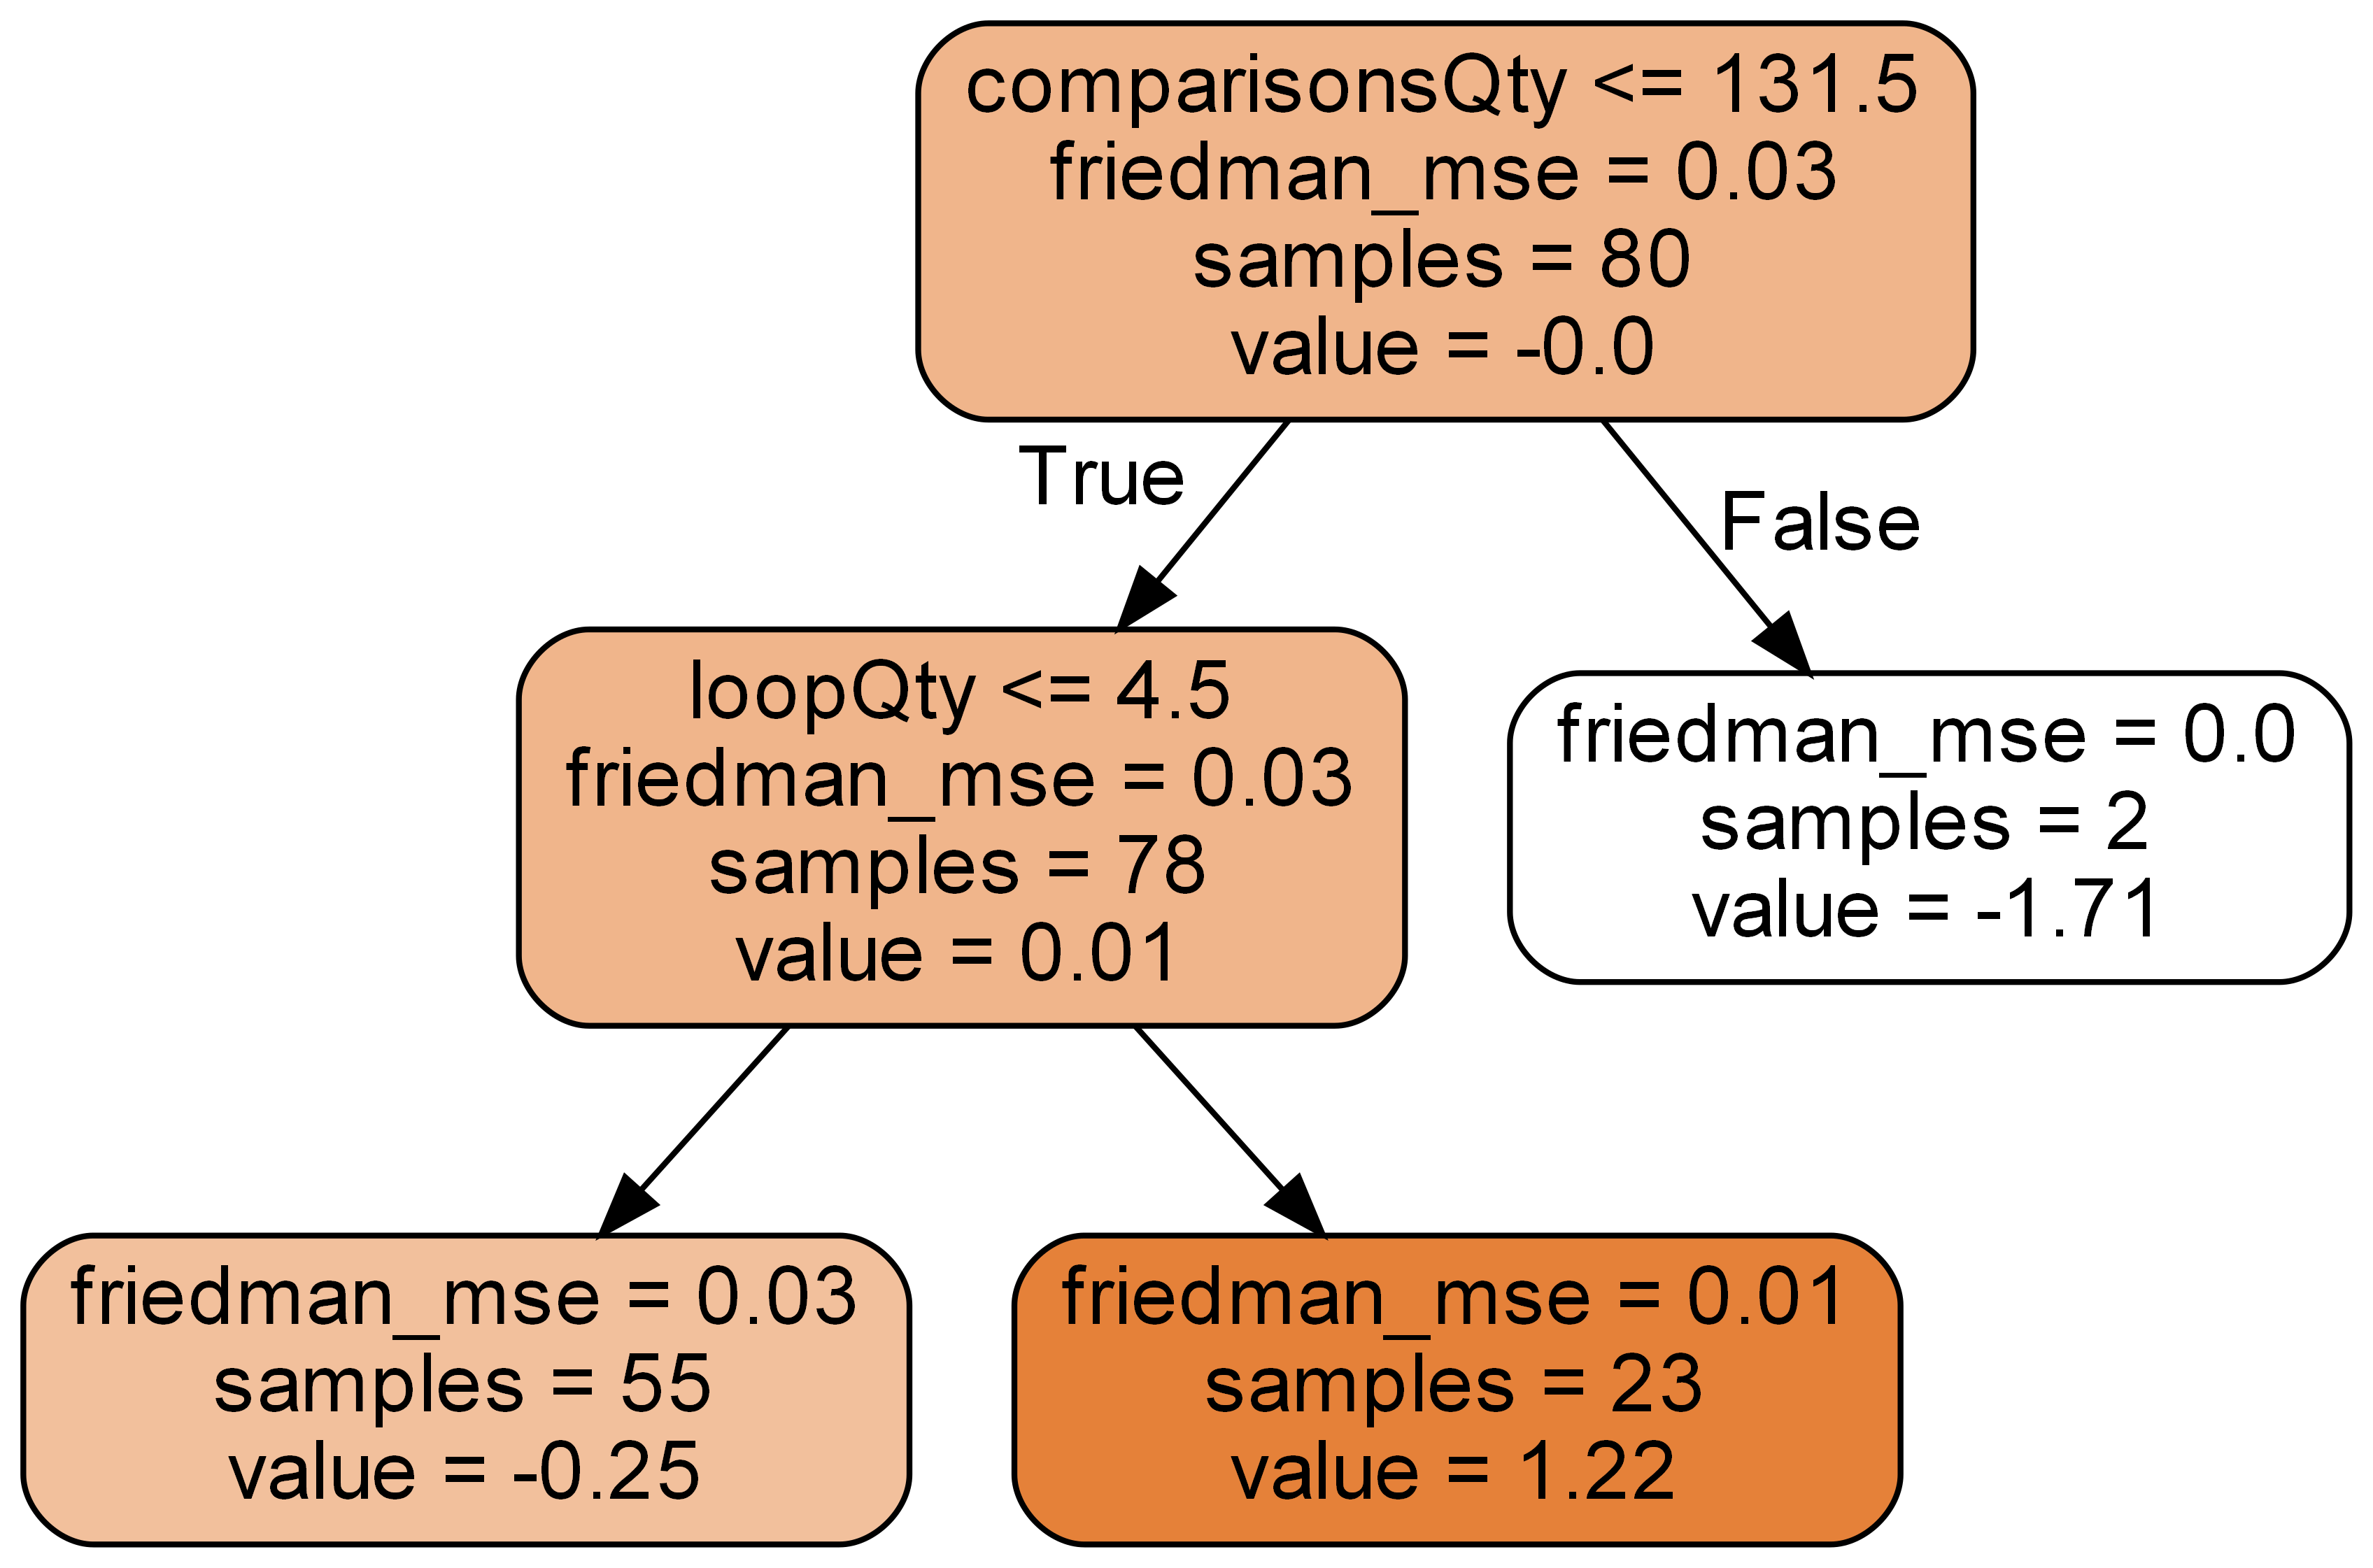 comparisonsQty <= 131.5
friedman_mse = 0.03
samples = 80
value = -0.0
True
False
loopQty <= 4.5
friedman_mse = 0.03
samples = 78
value = 0.01
friedman_mse = 0.0
samples = 2
value = -1.71
friedman_mse = 0.03
samples = 55
value = -0.25
friedman_mse = 0.01
samples = 23
value = 1.22